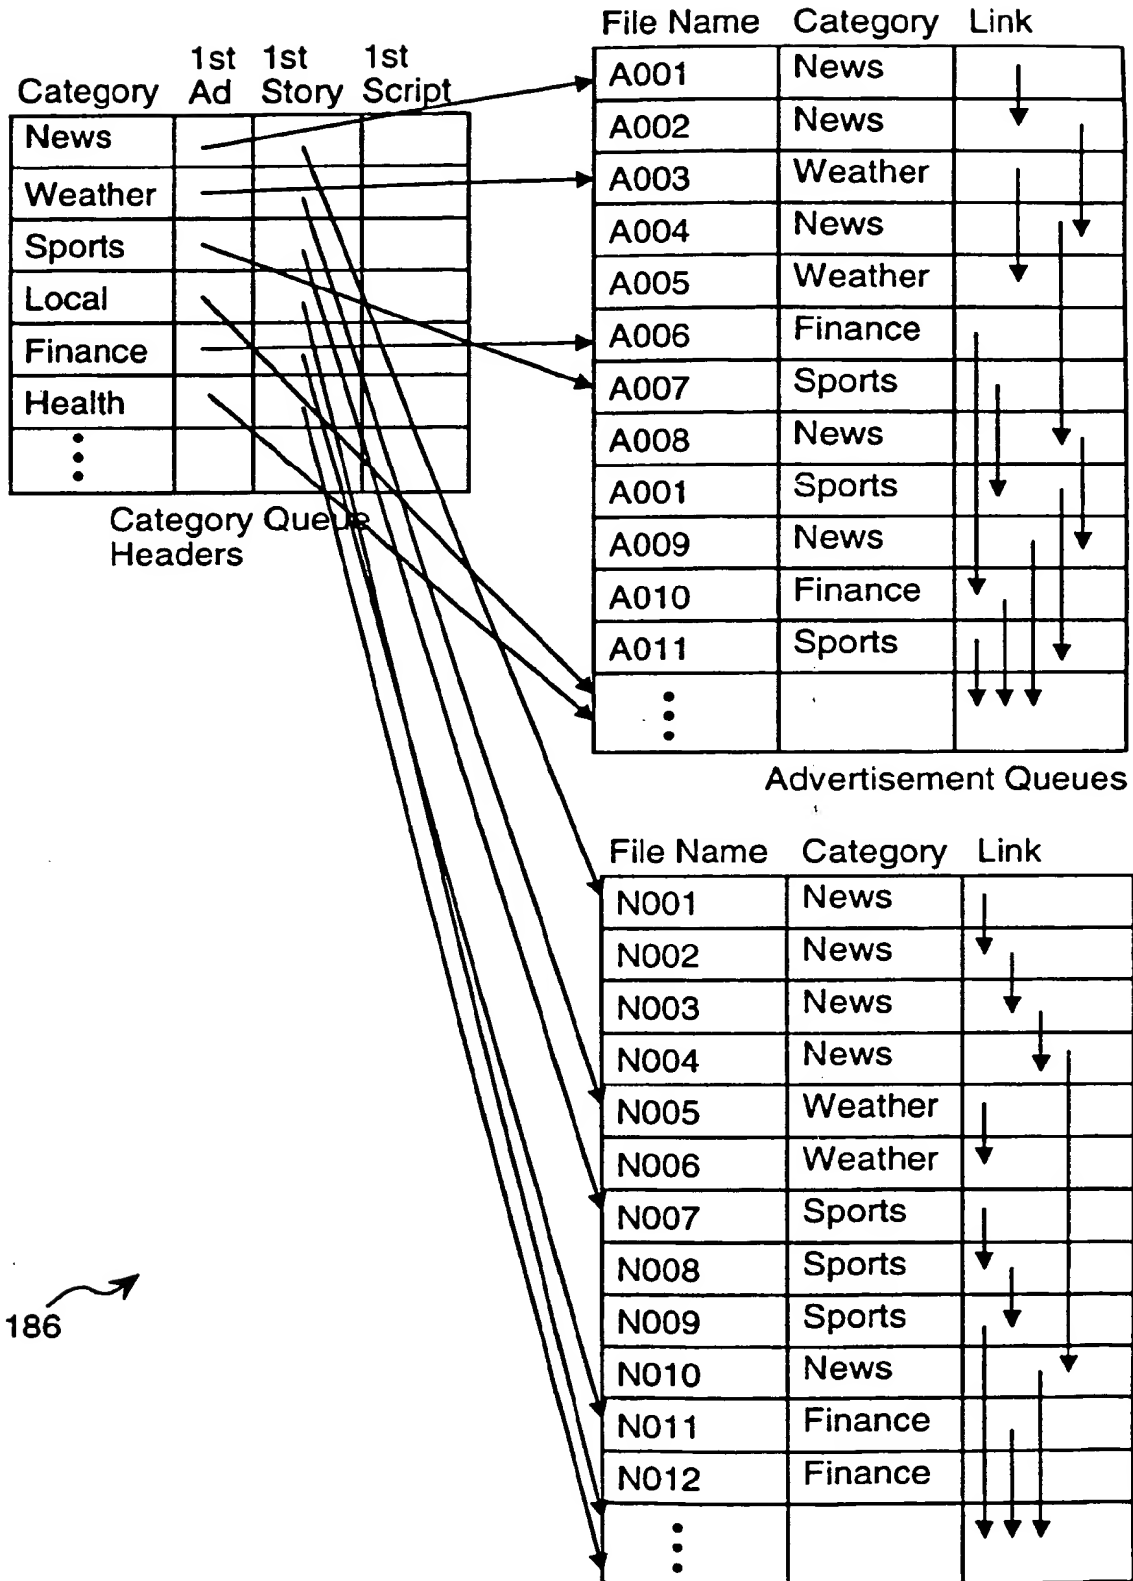 1st 1st 1st
Category Ad Story Script
News
Weather
Sports
Local
Finance
Health
Category Queue
Headers
File Name Category Link
A001 News
A002 News
A003 Weather
A004 News
A005 Weather
A006 Finance
A007 Sports
A008 News
A001 Sports
A009 News
A010 Finance
A011 Sports
Advertisement Queues
File Name Category Link
N001 News
N002 News
N003 News
N004 News
N005 Weather
N006 Weather
N007 Sports
N008 Sports
N009 Sports
N010 News
N011 Finance
N012 Finance
186